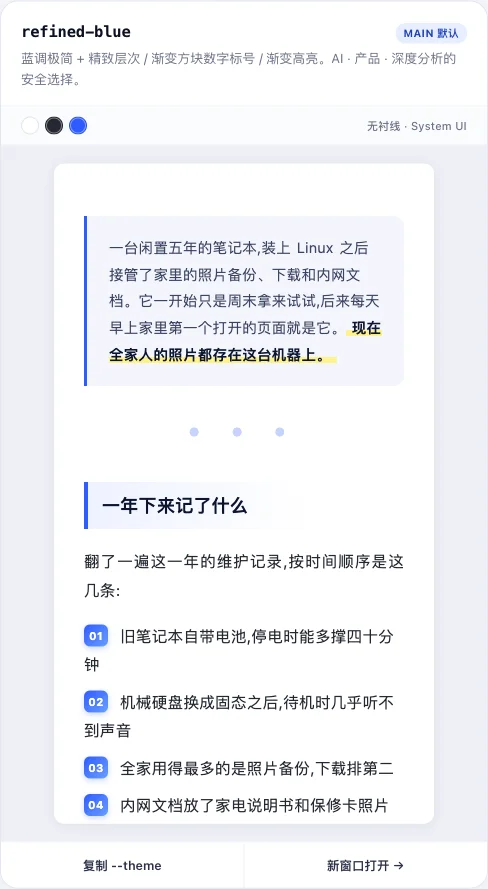 refined-blue
MAIN 默认
蓝调极简 + 精致层次 / 渐变方块数字标号 / 渐变高亮。AI · 产品 · 深度分析的
安全选择。
无衬线 · System UI
一台闲置五年的笔记本,装上 Linux 之后
接管了家里的照片备份、下载和内网文
档。它一开始只是周末拿来试试,后来每天
早上家里第一个打开的页面就是它。现在
全家人的照片都存在这台机器上。
一年下来记了什么
翻了一遍这一年的维护记录,按时间顺序是这
几条:
01 旧笔记本自带电池,停电时能多撑四十分
钟
02 机械硬盘换成固态之后,待机时几乎听不
到声音
03 全家用得最多的是照片备份,下载排第二
04 内网文档放了家电说明书和保修卡照片
复制 --theme
新窗口打开 →